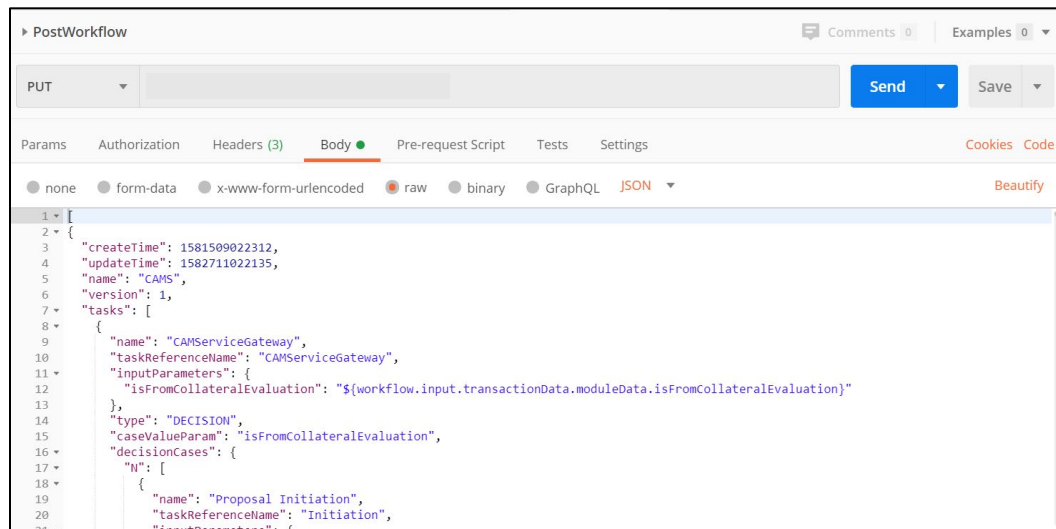 PostWorkflow Comments 0 Examples 0
PUT Send Save
Params Authorization Headers (3) Body Pre-request Script Tests Settings Cookies Code
none form-data x-www-form-urlencoded raw binary GraphQL JSON Beautify
1 [
2 {
3 "createTime": 1581509022312,
4 "updateTime": 1582711022135,
5 "name": "CAMS",
6 "version": 1,
7 "tasks": [
8 {
9 "name": "CAMServiceGateway",
10 "taskReferenceName": "CAMServiceGateway",
11 "inputParameters": {
12 "isFromCollateralEvaluation": "${workflow.input.transactionData.moduleData.isFromCollateralEvaluation}"
13 },
14 "type": "DECISION",
15 "caseValueParam": "isFromCollateralEvaluation",
16 "decisionCases": {
17 "N": [
18 {
19 "name": "Proposal Initiation",
20 "taskReferenceName": "Initiation",
21 "inputParameters": {